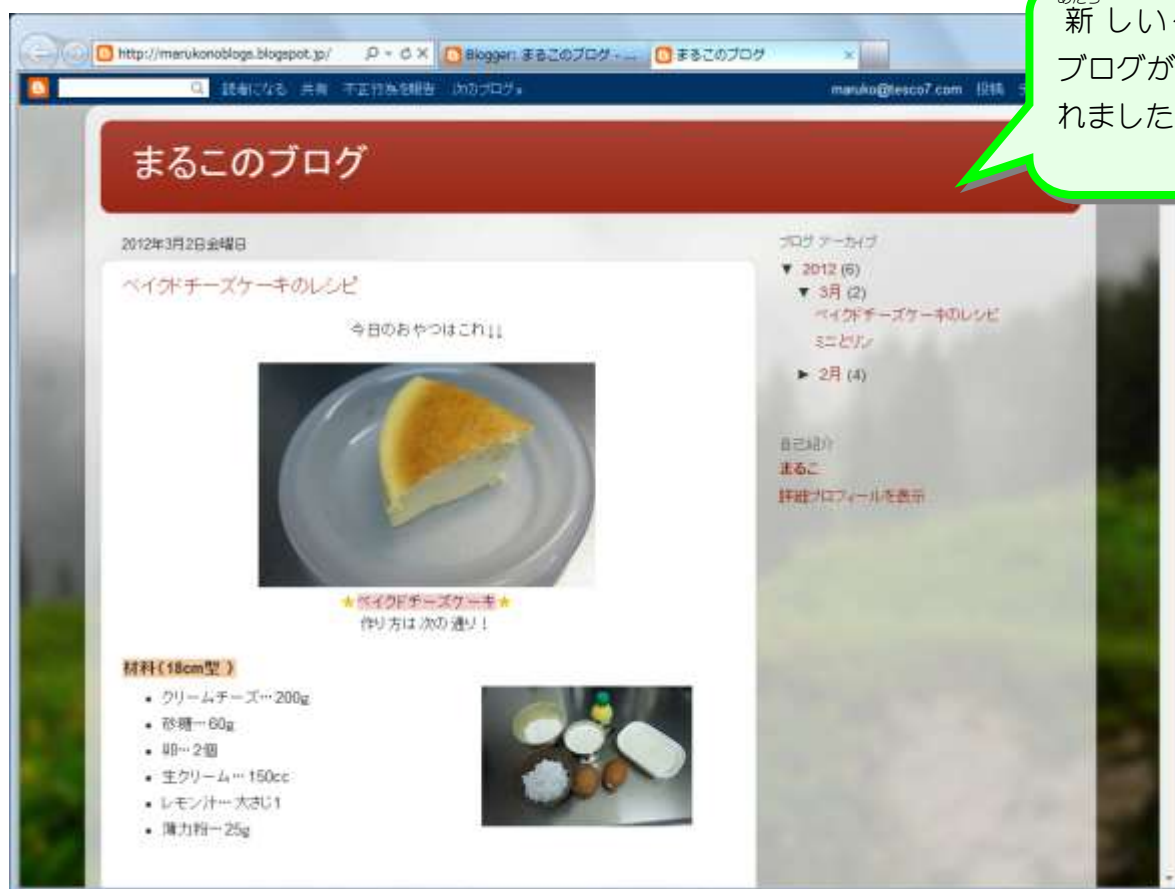 あたら
新しい
ブログが
れました
http://marukonoblogs.blogspot.jp/
Blogger: まるこのブログ - ...
まるこのブログ
読者になる 共有 不正行為を報告 次のブログ»
maruko@tesco7.com 投稿
まるこのブログ
2012年3月2日金曜日
ベイクドチーズケーキのレシピ
今日のおやつはこれ↓↓
★ベイクドチーズケーキ★
作り方は次の通り!
材料(18cm型 )
• クリームチーズ…200g
• 砂糖…60g
• 卵…2個
• 生クリーム…150cc
• レモン汁…大さじ1
• 薄力粉…25g
ブログ アーカイブ
▼ 2012 (6)
▼ 3月 (2)
ベイクドチーズケーキのレシピ
ミニとリン
► 2月 (4)
自己紹介
まるこ
詳細プロフィールを表示